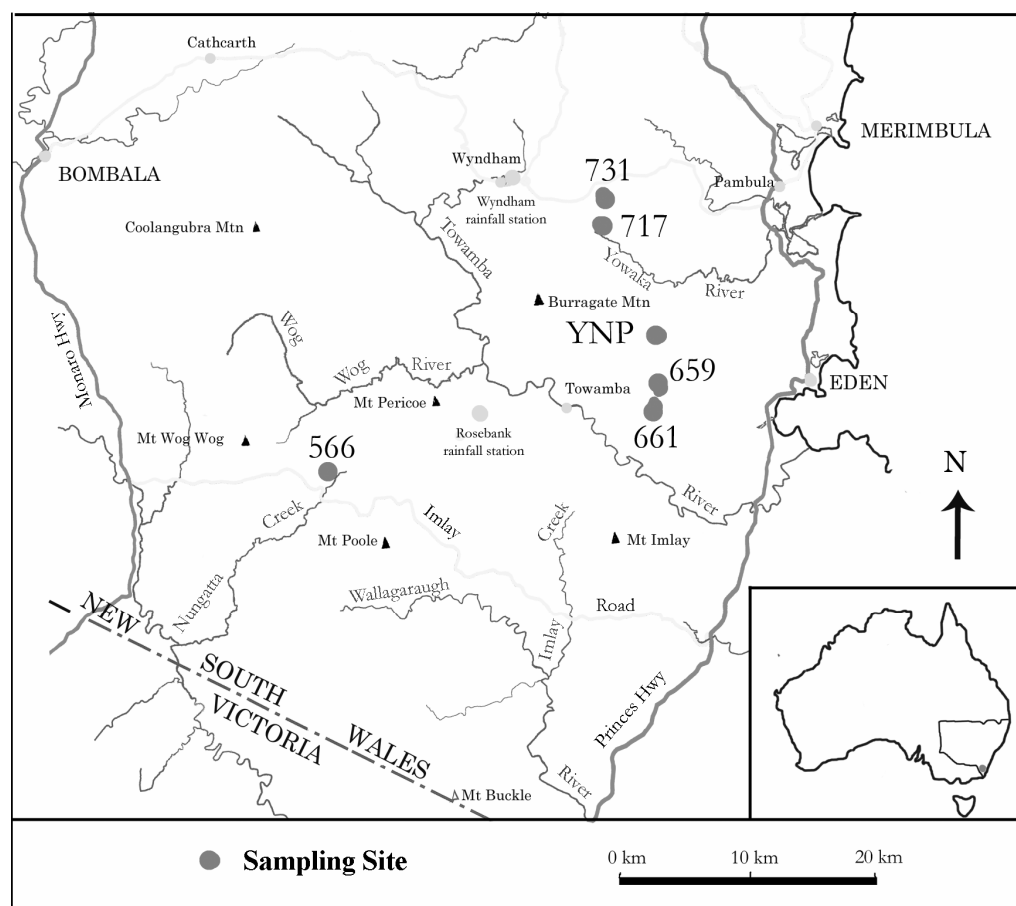 Cathcarth
MERIMBULA
Wyndham
731
BOMBALA
Pambula
Wyndham
rainfall station
717
Coolangubra Mtn
Towamba
Yowaka
River
Burragate Mtn
Monaro Hwy
Wog
YNP
Wog
River
659
EDEN
Towamba
Mt Pericoe
Mt Wog Wog
Rosebank
rainfall station
661
566
N
River
Creek
Imlay
Creek
Mt Poole
Mt Imlay
Nungatta
Wallagaraugh
Road
Imlay
NEW
SOUTH
WALES
VICTORIA
Princes Hwy
River
Mt Buckle
Sampling Site
0 km
10 km
20 km